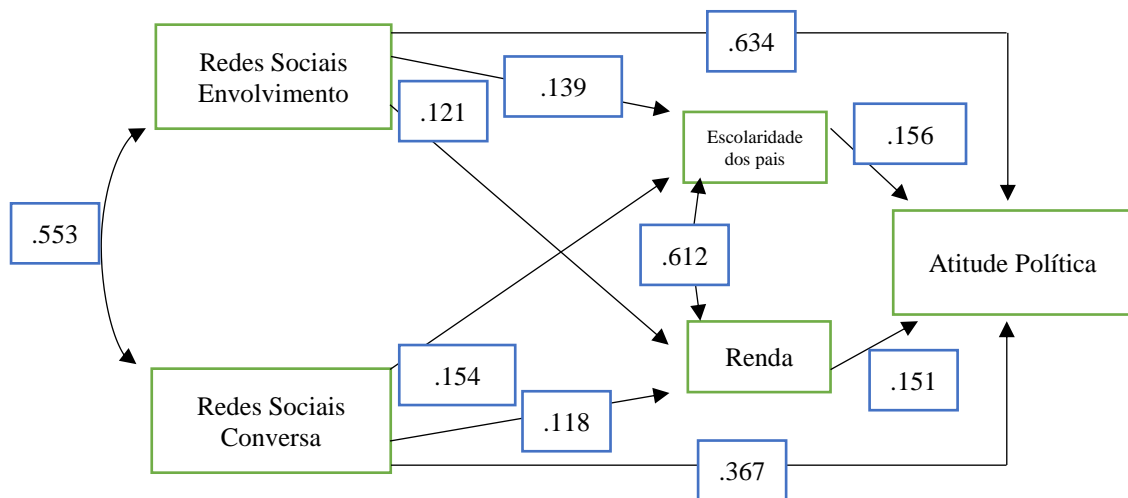 .634
Redes Sociais
Envolvimento
.139
.121
Escolaridade
dos pais
.156
.553
.612
Atitude Política
Renda
.154
.151
Redes Sociais
Conversa
.118
.367